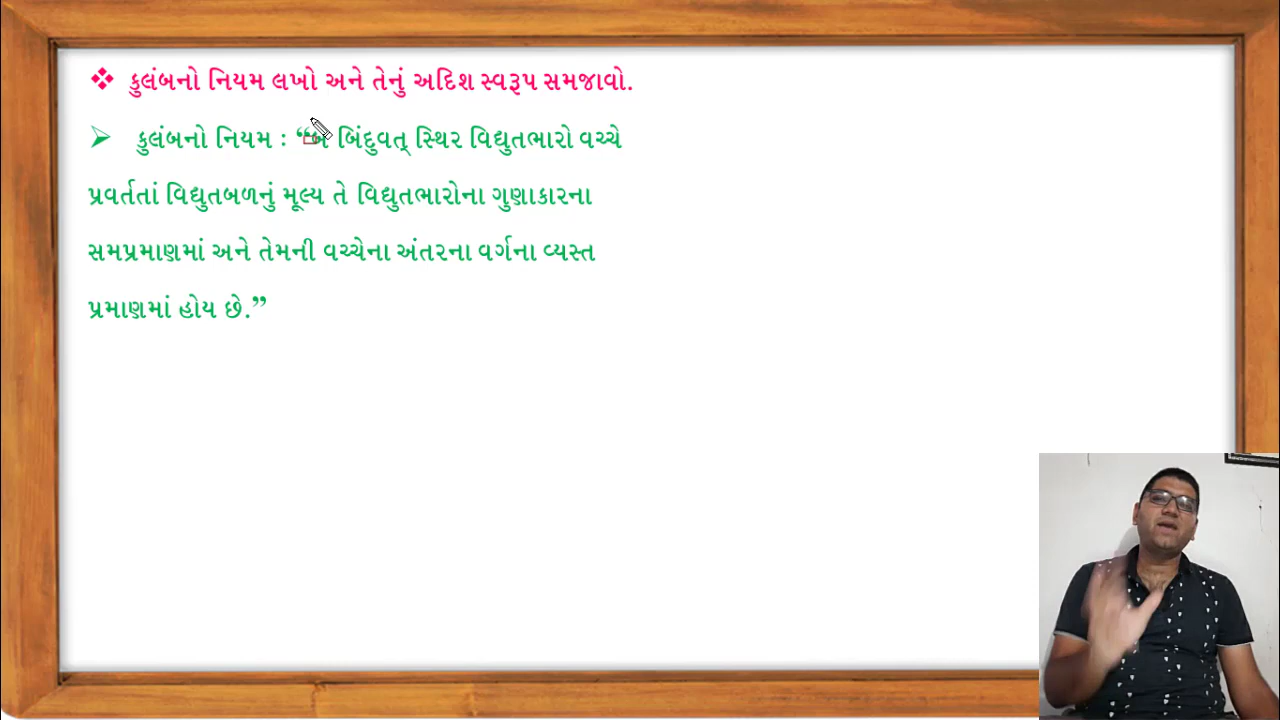 ❖ કુલંબનો નિયમ લખો અને તેનું અદિશ સ્વરૂપ સમજાવો.
➢ કુલંબનો નિયમ : “બે બિંદુવત્ સ્થિર વિદ્યુતભારો વચ્ચે
પ્રવર્તતાં વિદ્યુતબળનું મૂલ્ય તે વિદ્યુતભારોના ગુણાકારના
સમપ્રમાણમાં અને તેમની વચ્ચેના અંતરના વર્ગના વ્યસ્ત
પ્રમાણમાં હોય છે.”